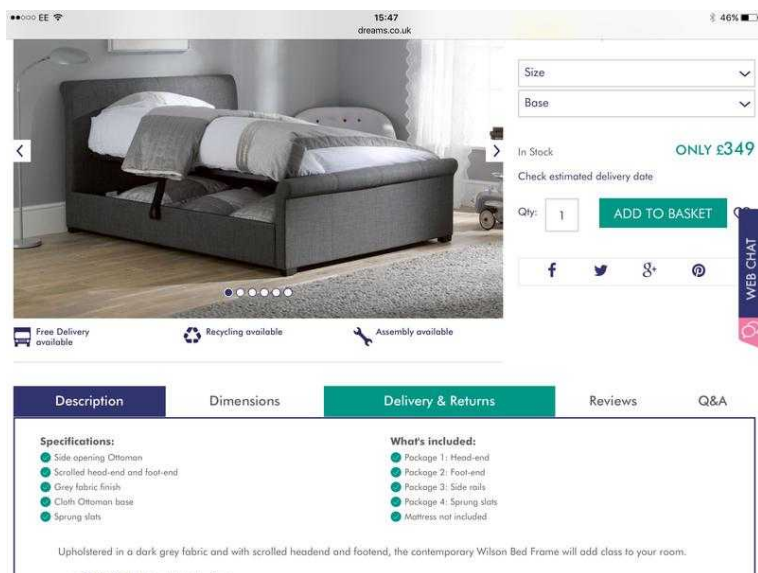 EE
15:47
46%
dreams.co.uk
Size
Base
In Stock
ONLY £349
Check estimated delivery date
Qty:
1
ADD TO BASKET
WEB CHAT
Free Delivery
available
Recycling available
Assembly available
Description
Dimensions
Delivery & Returns
Reviews
Q&A
Specifications:
Side opening Ottoman
Scrolled head-end and foot-end
Grey fabric finish
Cloth Ottoman base
Sprung slats
What's included:
Package 1: Head-end
Package 2: Foot-end
Package 3: Side rails
Package 4: Sprung slats
Mattress not included
Upholstered in a dark grey fabric and with scrolled headend and footend, the contemporary Wilson Bed Frame will add class to your room.